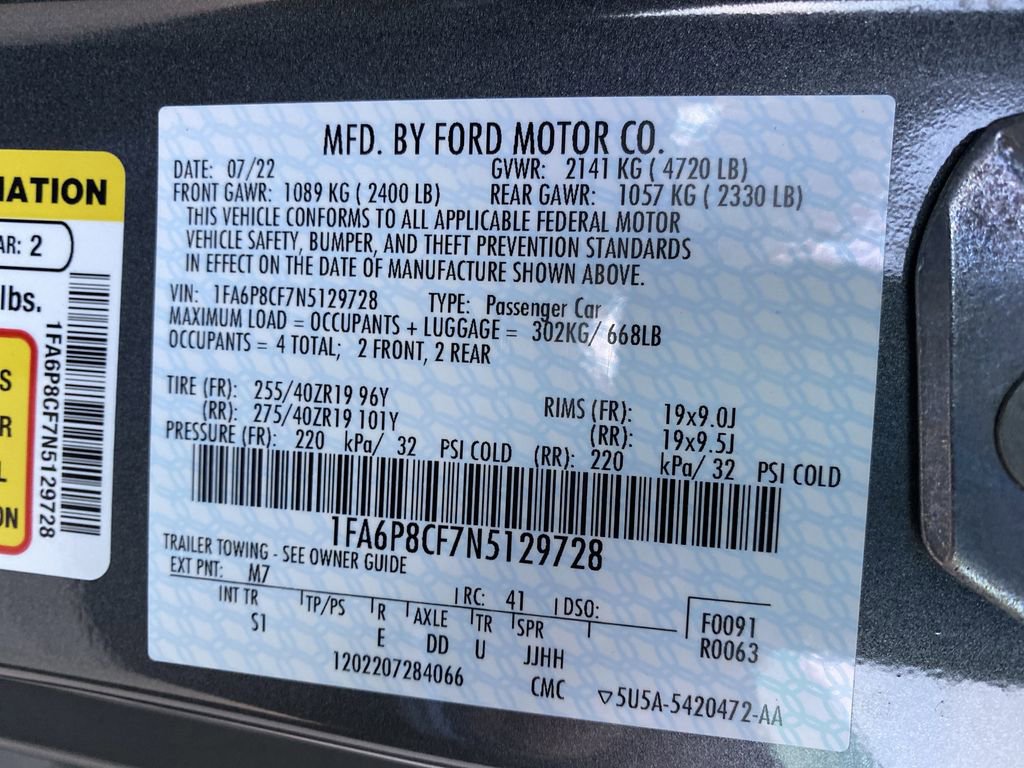 MATION
AR: 2
lbs.
1FA6P8CF7N5129728
S
R
L
ON
MFD. BY FORD MOTOR CO.
DATE: 07/22 GVWR: 2141 KG ( 4720 LB)
FRONT GAWR: 1089 KG ( 2400 LB) REAR GAWR: 1057 KG ( 2330 LB)
THIS VEHICLE CONFORMS TO ALL APPLICABLE FEDERAL MOTOR
VEHICLE SAFETY, BUMPER, AND THEFT PREVENTION STANDARDS
IN EFFECT ON THE DATE OF MANUFACTURE SHOWN ABOVE.
VIN: 1FA6P8CF7N5129728 TYPE: Passenger Car
MAXIMUM LOAD = OCCUPANTS + LUGGAGE = 302KG/ 668LB
OCCUPANTS = 4 TOTAL; 2 FRONT, 2 REAR
TIRE (FR): 255/40ZR19 96Y RIMS (FR): 19x9.0J
(RR): 275/40ZR19 101Y (RR): 19x9.5J
PRESSURE (FR): 220 kPa/ 32 PSI COLD (RR): 220 kPa/ 32 PSI COLD
1FA6P8CF7N5129728
TRAILER TOWING - SEE OWNER GUIDE
EXT PNT: M7 RC: 41 DSO:
INT TR TP/PS R AXLE TR SPR F0091
S1 E DD U JJHH R0063
1202207284066 CMC ▽5U5A-5420472-AA